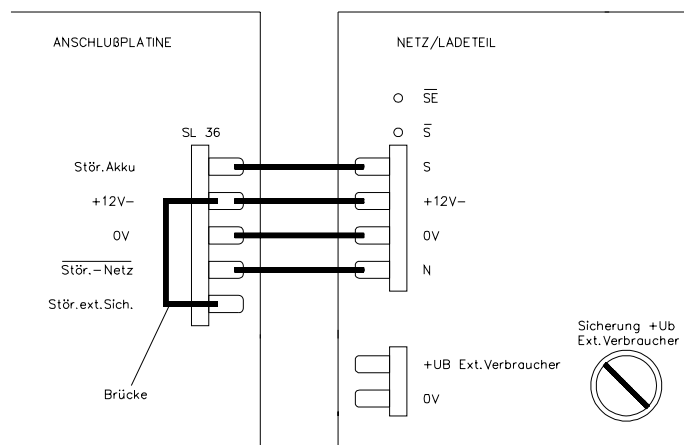 ANSCHLUßPLATINE
NETZ/LADETEIL
SE
SL 36
S
Stör.Akku
S
+12V-
+12V-
0V
0V
Stör.-Netz
N
Stör.ext.Sich.
Sicherung +Ub
Ext.Verbraucher
+UB Ext.Verbraucher
Brücke
0V